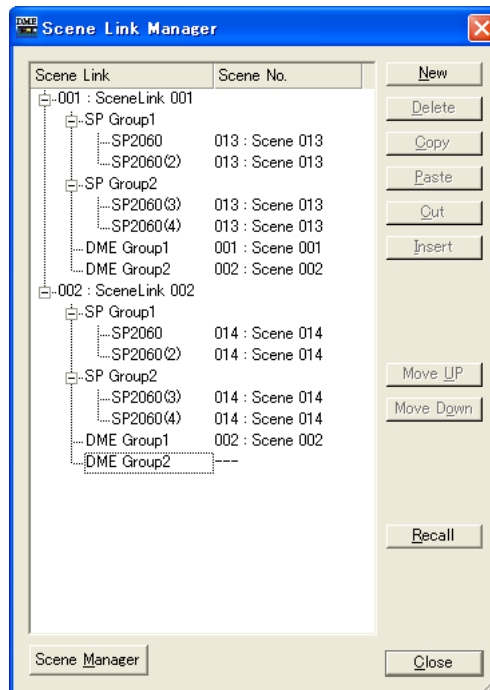 DME
Scene Link Manager
Scene Link Scene No.
001 : SceneLink 001
SP Group1
SP2060 013 : Scene 013
SP2060(2) 013 : Scene 013
SP Group2
SP2060(3) 013 : Scene 013
SP2060(4) 013 : Scene 013
DME Group1 001 : Scene 001
DME Group2 002 : Scene 002
002 : SceneLink 002
SP Group1
SP2060 014 : Scene 014
SP2060(2) 014 : Scene 014
SP Group2
SP2060(3) 014 : Scene 014
SP2060(4) 014 : Scene 014
DME Group1 002 : Scene 002
DME Group2 ---
New
Delete
Copy
Paste
Cut
Insert
Move UP
Move Down
Recall
Scene Manager
Close